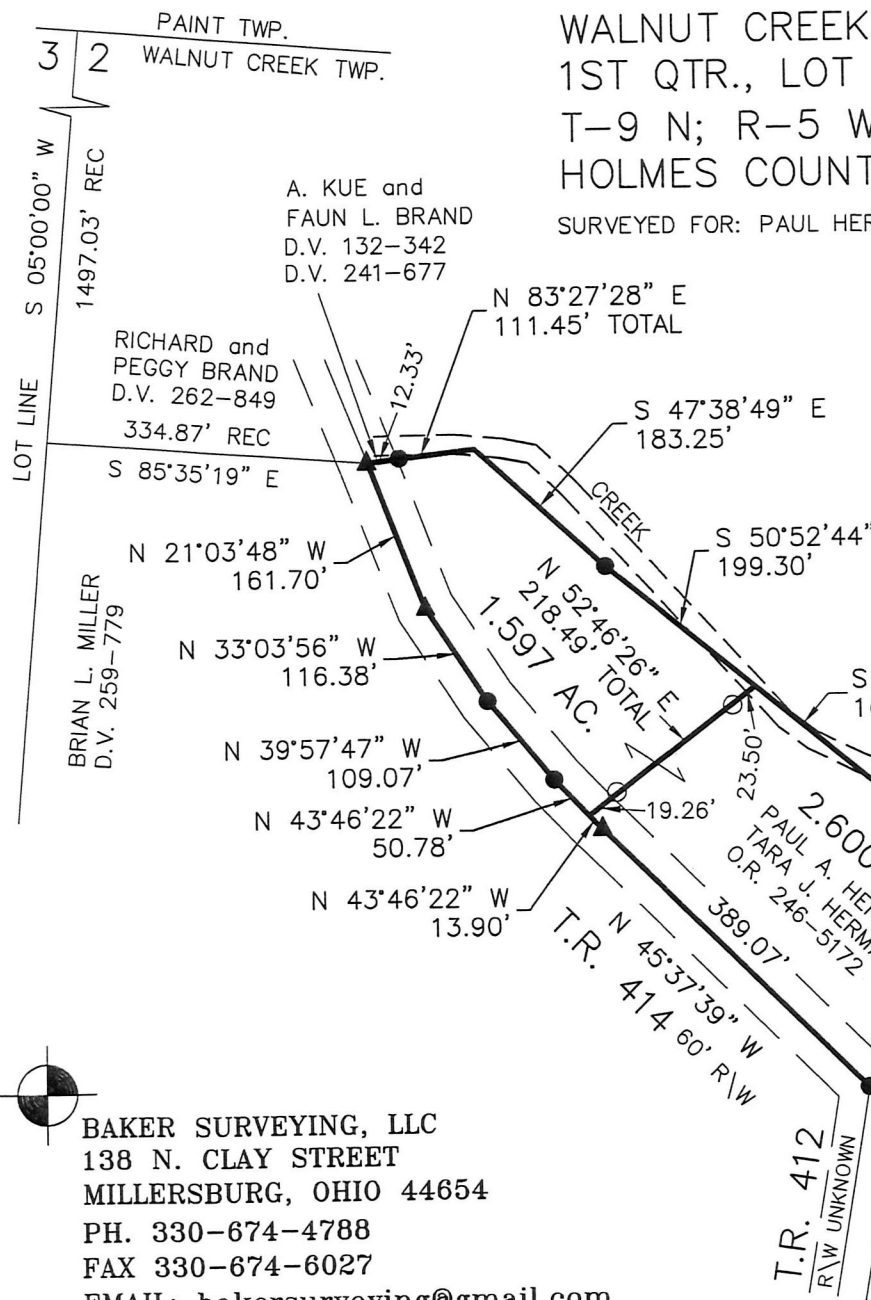 PAINT TWP.
3 2 WALNUT CREEK TWP.
WALNUT CREEK
1ST QTR., LOT
T-9 N; R-5 W
HOLMES COUNT
SURVEYED FOR: PAUL HER
LOT LINE S 05°00'00" W
1497.03' REC
A. KUE and
FAUN L. BRAND
D.V. 132-342
D.V. 241-677
N 83°27'28" E
111.45' TOTAL
12.33'
RICHARD and
PEGGY BRAND
D.V. 262-849
334.87' REC
S 85°35'19" E
S 47°38'49" E
183.25'
CREEK
S 50°52'44"
199.30'
N 21°03'48" W
161.70'
N 52°46'26" E
218.49' TOTAL
1.597 AC.
BRIAN L. MILLER
D.V. 259-779
N 33°03'56" W
116.38'
S
N 39°57'47" W
109.07'
23.50'
19.26'
N 43°46'22" W
50.78'
N 43°46'22" W
13.90'
2.600
PAUL A. HE
TARA J. HERM
O.R. 246-5172
389.07'
N 45°37'39" W
T.R. 414 60' R\W
T.R. 412
R\W UNKNOWN
BAKER SURVEYING, LLC
138 N. CLAY STREET
MILLERSBURG, OHIO 44654
PH. 330-674-4788
FAX 330-674-6027
EMAIL: bakersurveying@gmail.com